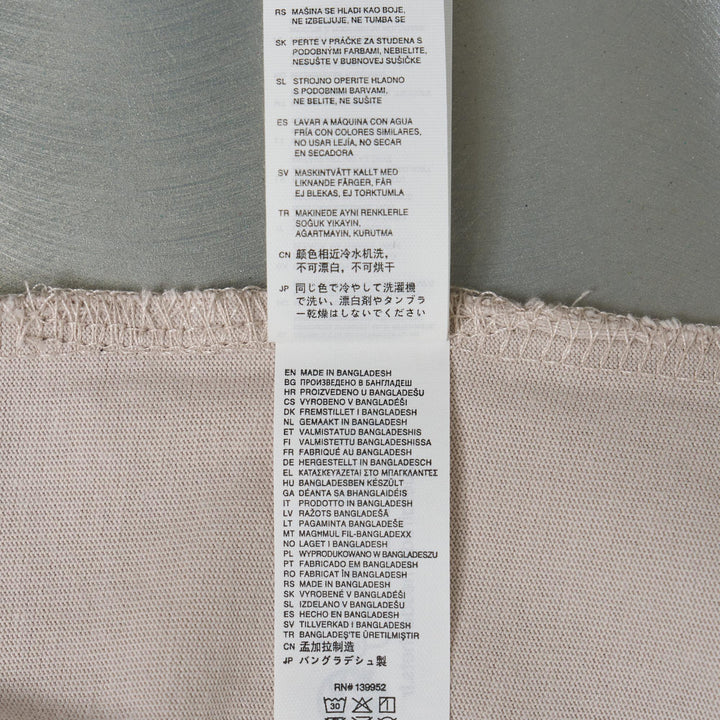 RS MAŠINA SE HLADI KAO BOJE,
NE IZBELJUJE, NE TUMBA SE
SK PERTE V PRÁČKE ZA STUDENA S
PODOBNÝMI FARBAMI, NEBIELITE,
NESUŠTE V BUBNOVEJ SUŠIČKE
SL STROJNO OPERITE HLADNO
S PODOBNIMI BARVAMI,
NE BELITE, NE SUŠITE
ES LAVAR A MÁQUINA CON AGUA
FRÍA CON COLORES SIMILARES,
NO USAR LEJÍA, NO SECAR
EN SECADORA
SV MASKINTVÄTT KALLT MED
LIKNANDE FÄRGER, FÅR
EJ BLEKAS, EJ TORKTUMLA
TR MAKINEDE AYNI RENKLERLE
SOĞUK YIKAYIN,
AĞARTMAYIN, KURUTMA
CN 颜色相近冷水机洗,
不可漂白, 不可烘干
JP 同じ色で冷やして洗濯機
で洗い、漂白剤やタンブラ
ー乾燥はしないでください
EN MADE IN BANGLADESH
BG ПРОИЗВЕДЕНО В БАНГЛАДЕШ
HR PROIZVEDENO U BANGLADEŠU
CS VYROBENO V BANGLADÉŠI
DK FREMSTILLET I BANGLADESH
NL GEMAAKT IN BANGLADESH
ET VALMISTATUD BANGLADESHIS
FI VALMISTETTU BANGLADESHISSA
FR FABRIQUÉ AU BANGLADESH
DE HERGESTELLT IN BANGLADESCH
EL ΚΑΤΑΣΚΕΥΆΖΕΤΑΙ ΣΤΟ ΜΠΑΓΚΛΑΝΤΈΣ
HU BANGLADESBEN KÉSZÜLT
GA DÉANTA SA BHANGLAIDÉIS
IT PRODOTTO IN BANGLADESH
LV RAŽOTS BANGLADEŠĀ
LT PAGAMINTA BANGLADEŠE
MT MAGĦMUL FIL-BANGLADEXX
NO LAGET I BANGLADESH
PL WYPRODUKOWANO W BANGLADESZU
PT FABRICADO EM BANGLADESH
RO FABRICAT ÎN BANGLADESH
RS MADE IN BANGLADESH
SK VYROBENÉ V BANGLADÉŠI
SL IZDELANO V BANGLADEŠU
ES HECHO EN BANGLADESH
SV TILLVERKAD I BANGLADESH
TR BANGLADEŞ'TE ÜRETİLMİŞTİR
CN 孟加拉制造
JP バングラデシュ製
RN# 139952
30